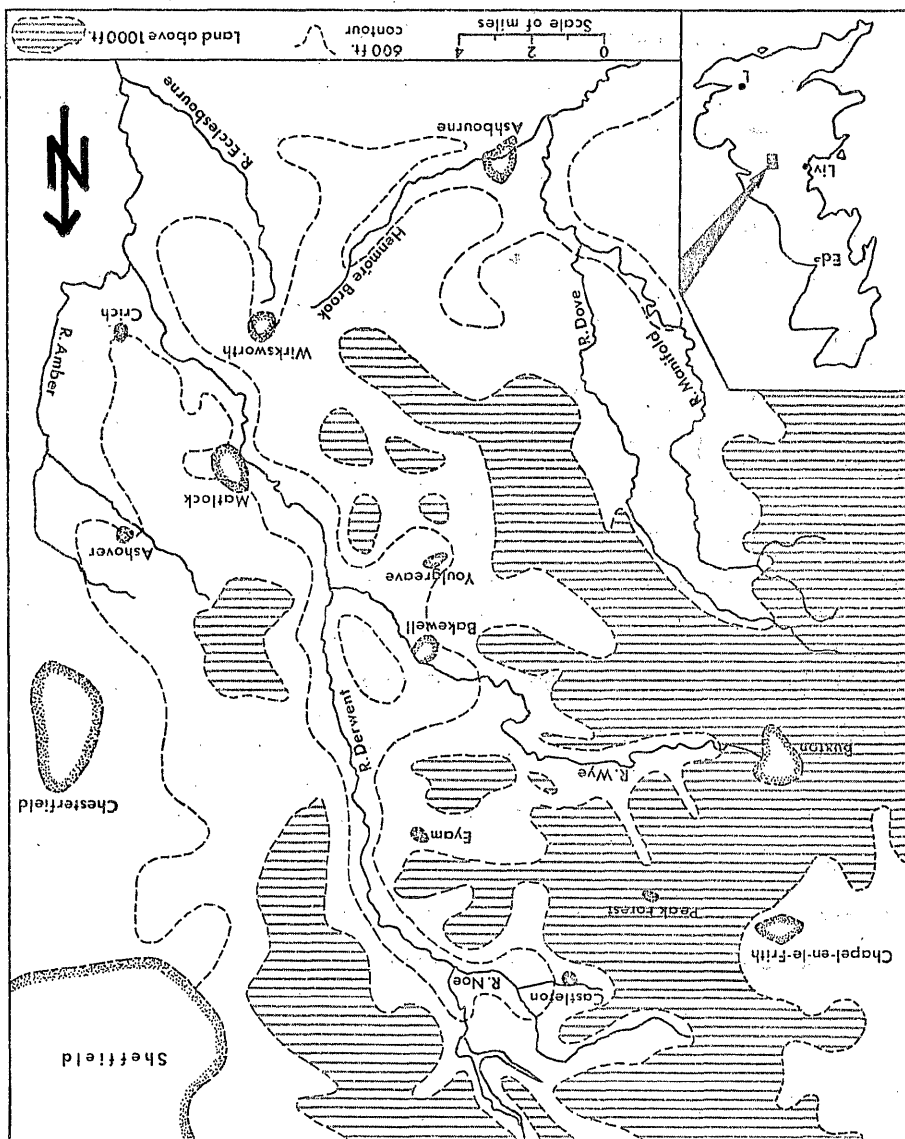 Sheffield
Castleton
R. Noe
Chapel-en-le-Frith
Peak Forest
Eyam
Chesterfield
R. Wye
Buxton
R. Derwent
Bakewell
Youlgreave
Ashover
Matlock
R. Manifold
R. Dove
Wirksworth
Crich
R. Amber
Henmore Brook
Liv.
L
N
Ashbourne
R. Ecclesbourne
0 2 4
Scale of miles
600 ft.
contour
Land above 1000 ft.